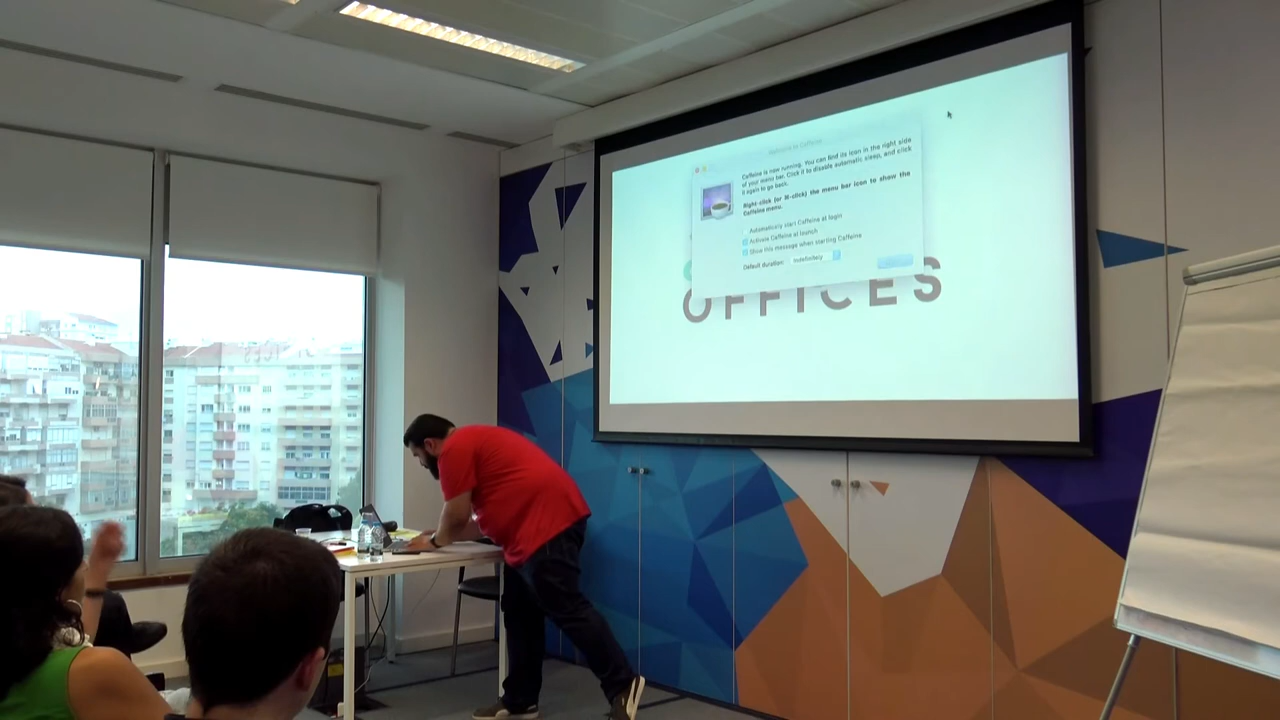 Welcome to Caffeine
Caffeine is now running. You can find its icon in the right side
of your menu bar. Click it to disable automatic sleep, and click
it again to go back.
Right-click (or ⌘-click) the menu bar icon to show the
Caffeine menu.
Automatically start Caffeine at login
Activate Caffeine at launch
Show this message when starting Caffeine
Default duration: Indefinitely
OFFICES